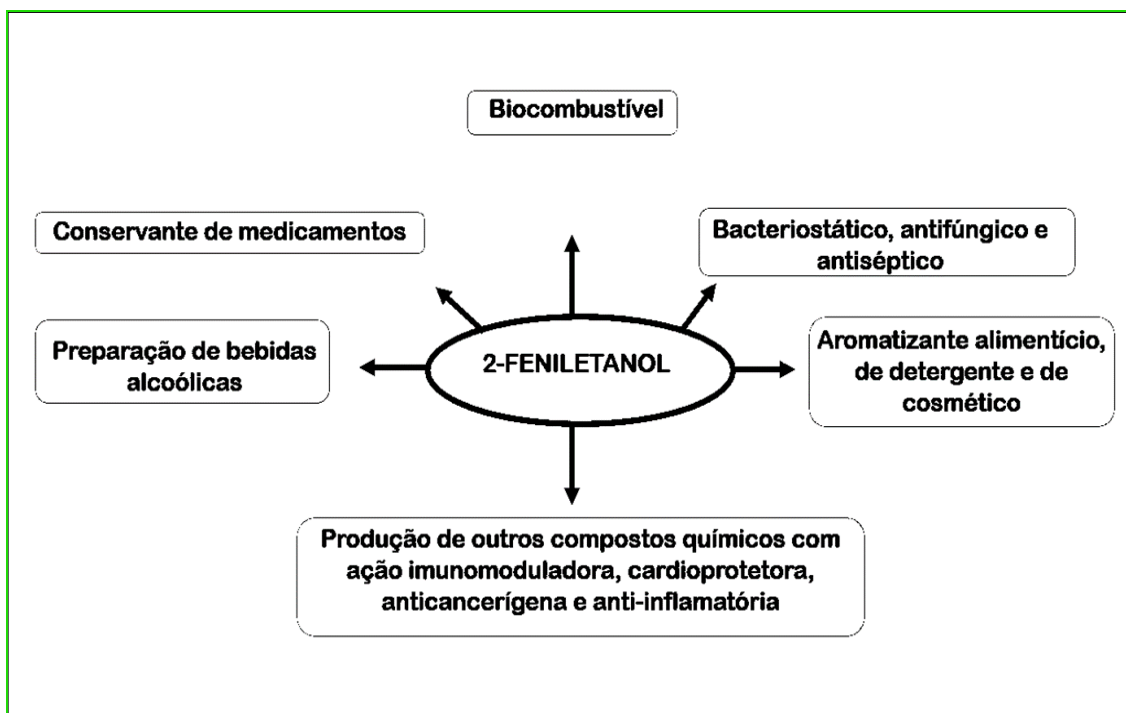 Biocombustível
Conservante de medicamentos
Bacteriostático, antifúngico e
antiséptico
Preparação de bebidas
alcoólicas
2-FENILETANOL
Aromatizante alimentício,
de detergente e de
cosmético
Produção de outros compostos químicos com
ação imunomoduladora, cardioprotetora,
anticancerígena e anti-inflamatória